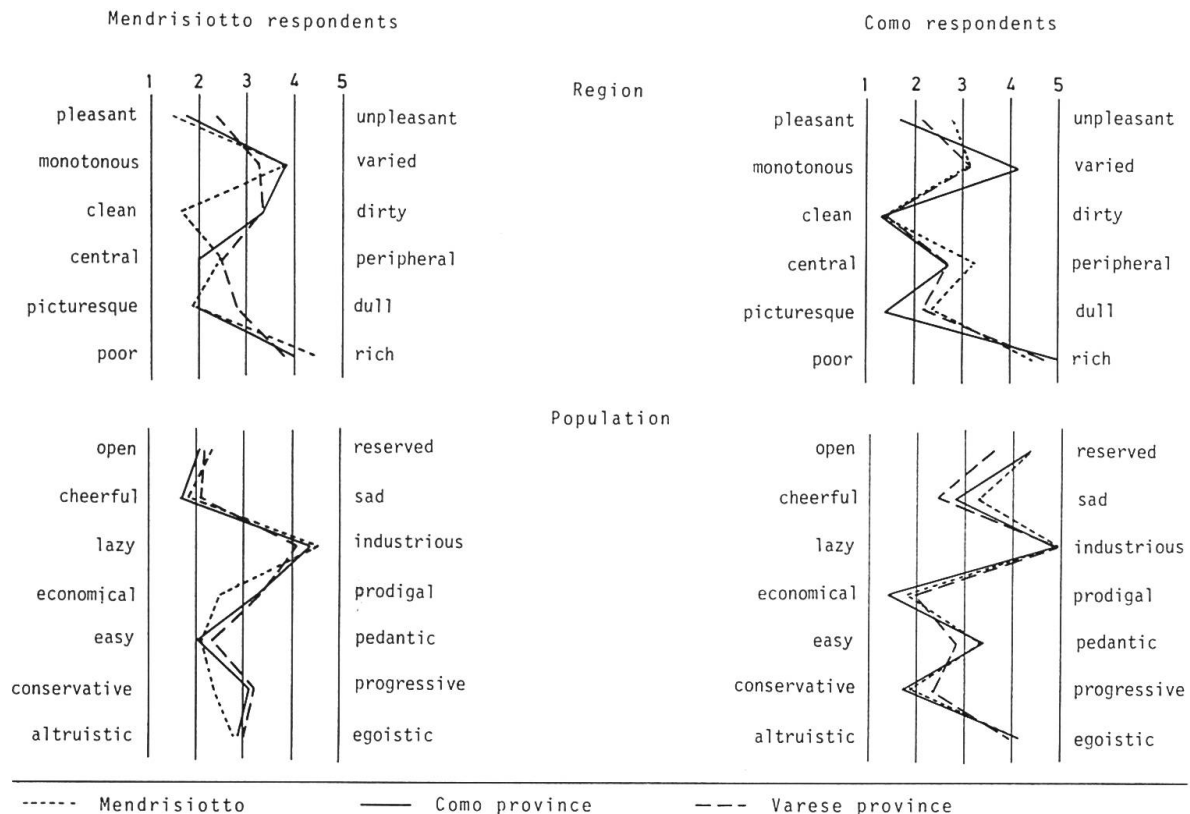 Mendrisiotto respondents
Como respondents
Region
1 2 3 4 5
pleasant unpleasant
monotonous varied
clean dirty
central peripheral
picturesque dull
poor rich
1 2 3 4 5
pleasant unpleasant
monotonous varied
clean dirty
central peripheral
picturesque dull
poor rich
Population
open reserved
cheerful sad
lazy industrious
economical prodigal
easy pedantic
conservative progressive
altruistic egoistic
open reserved
cheerful sad
lazy industrious
economical prodigal
easy pedantic
conservative progressive
altruistic egoistic
Mendrisiotto Como province Varese province